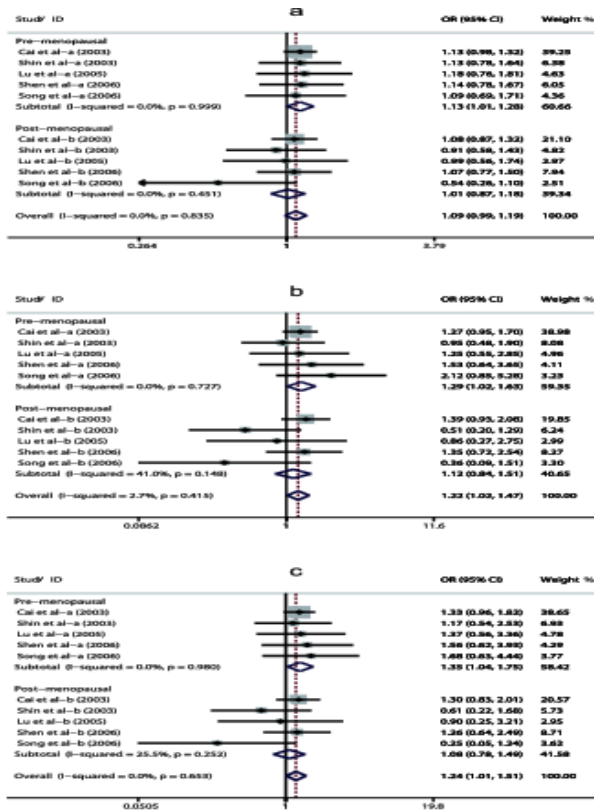 a
Study ID OR (95% CI) Weight %
Pre-menopausal
Cai et al-a (2003) 1.13 (0.98, 1.32) 39.28
Shin et al-a (2003) 1.13 (0.78, 1.64) 6.38
Lu et al-a (2005) 1.18 (0.76, 1.81) 4.63
Shen et al-a (2006) 1.14 (0.78, 1.67) 6.05
Song et al-a (2006) 1.09 (0.69, 1.71) 4.36
Subtotal (I-squared = 0.0%, p = 0.999) 1.13 (1.01, 1.28) 60.66
Post-menopausal
Cai et al-b (2003) 1.08 (0.87, 1.32) 21.10
Shin et al-b (2003) 0.91 (0.58, 1.43) 4.82
Lu et al-b (2005) 0.99 (0.56, 1.74) 2.97
Shen et al-b (2006) 1.07 (0.77, 1.50) 7.94
Song et al-b (2006) 0.54 (0.26, 1.10) 2.51
Subtotal (I-squared = 0.0%, p = 0.451) 1.01 (0.87, 1.18) 39.34
Overall (I-squared = 0.0%, p = 0.835) 1.09 (0.99, 1.19) 100.00
0.264 1 3.79
b
Study ID OR (95% CI) Weight %
Pre-menopausal
Cai et al-a (2003) 1.27 (0.95, 1.70) 38.98
Shin et al-a (2003) 0.95 (0.48, 1.90) 8.08
Lu et al-a (2005) 1.25 (0.55, 2.85) 4.96
Shen et al-a (2006) 1.53 (0.64, 3.65) 4.11
Song et al-a (2006) 2.12 (0.85, 5.28) 3.23
Subtotal (I-squared = 0.0%, p = 0.727) 1.29 (1.02, 1.63) 59.35
Post-menopausal
Cai et al-b (2003) 1.39 (0.93, 2.08) 19.85
Shin et al-b (2003) 0.51 (0.20, 1.29) 6.24
Lu et al-b (2005) 0.86 (0.27, 2.75) 2.99
Shen et al-b (2006) 1.35 (0.72, 2.54) 8.27
Song et al-b (2006) 0.36 (0.09, 1.51) 3.30
Subtotal (I-squared = 41.0%, p = 0.148) 1.12 (0.84, 1.51) 40.65
Overall (I-squared = 2.7%, p = 0.415) 1.22 (1.02, 1.47) 100.00
0.0862 1 11.6
c
Study ID OR (95% CI) Weight %
Pre-menopausal
Cai et al-a (2003) 1.33 (0.96, 1.82) 38.65
Shin et al-a (2003) 1.17 (0.54, 2.53) 6.93
Lu et al-a (2005) 1.37 (0.56, 3.36) 4.78
Shen et al-a (2006) 1.56 (0.62, 3.93) 4.29
Song et al-a (2006) 1.68 (0.63, 4.44) 3.77
Subtotal (I-squared = 0.0%, p = 0.980) 1.35 (1.04, 1.75) 58.42
Post-menopausal
Cai et al-b (2003) 1.30 (0.83, 2.01) 20.57
Shin et al-b (2003) 0.61 (0.22, 1.68) 5.73
Lu et al-b (2005) 0.90 (0.25, 3.21) 2.95
Shen et al-b (2006) 1.26 (0.64, 2.49) 8.71
Song et al-b (2006) 0.25 (0.05, 1.24) 3.62
Subtotal (I-squared = 25.5%, p = 0.252) 1.08 (0.78, 1.49) 41.58
Overall (I-squared = 0.0%, p = 0.653) 1.24 (1.01, 1.51) 100.00
0.0505 1 19.8